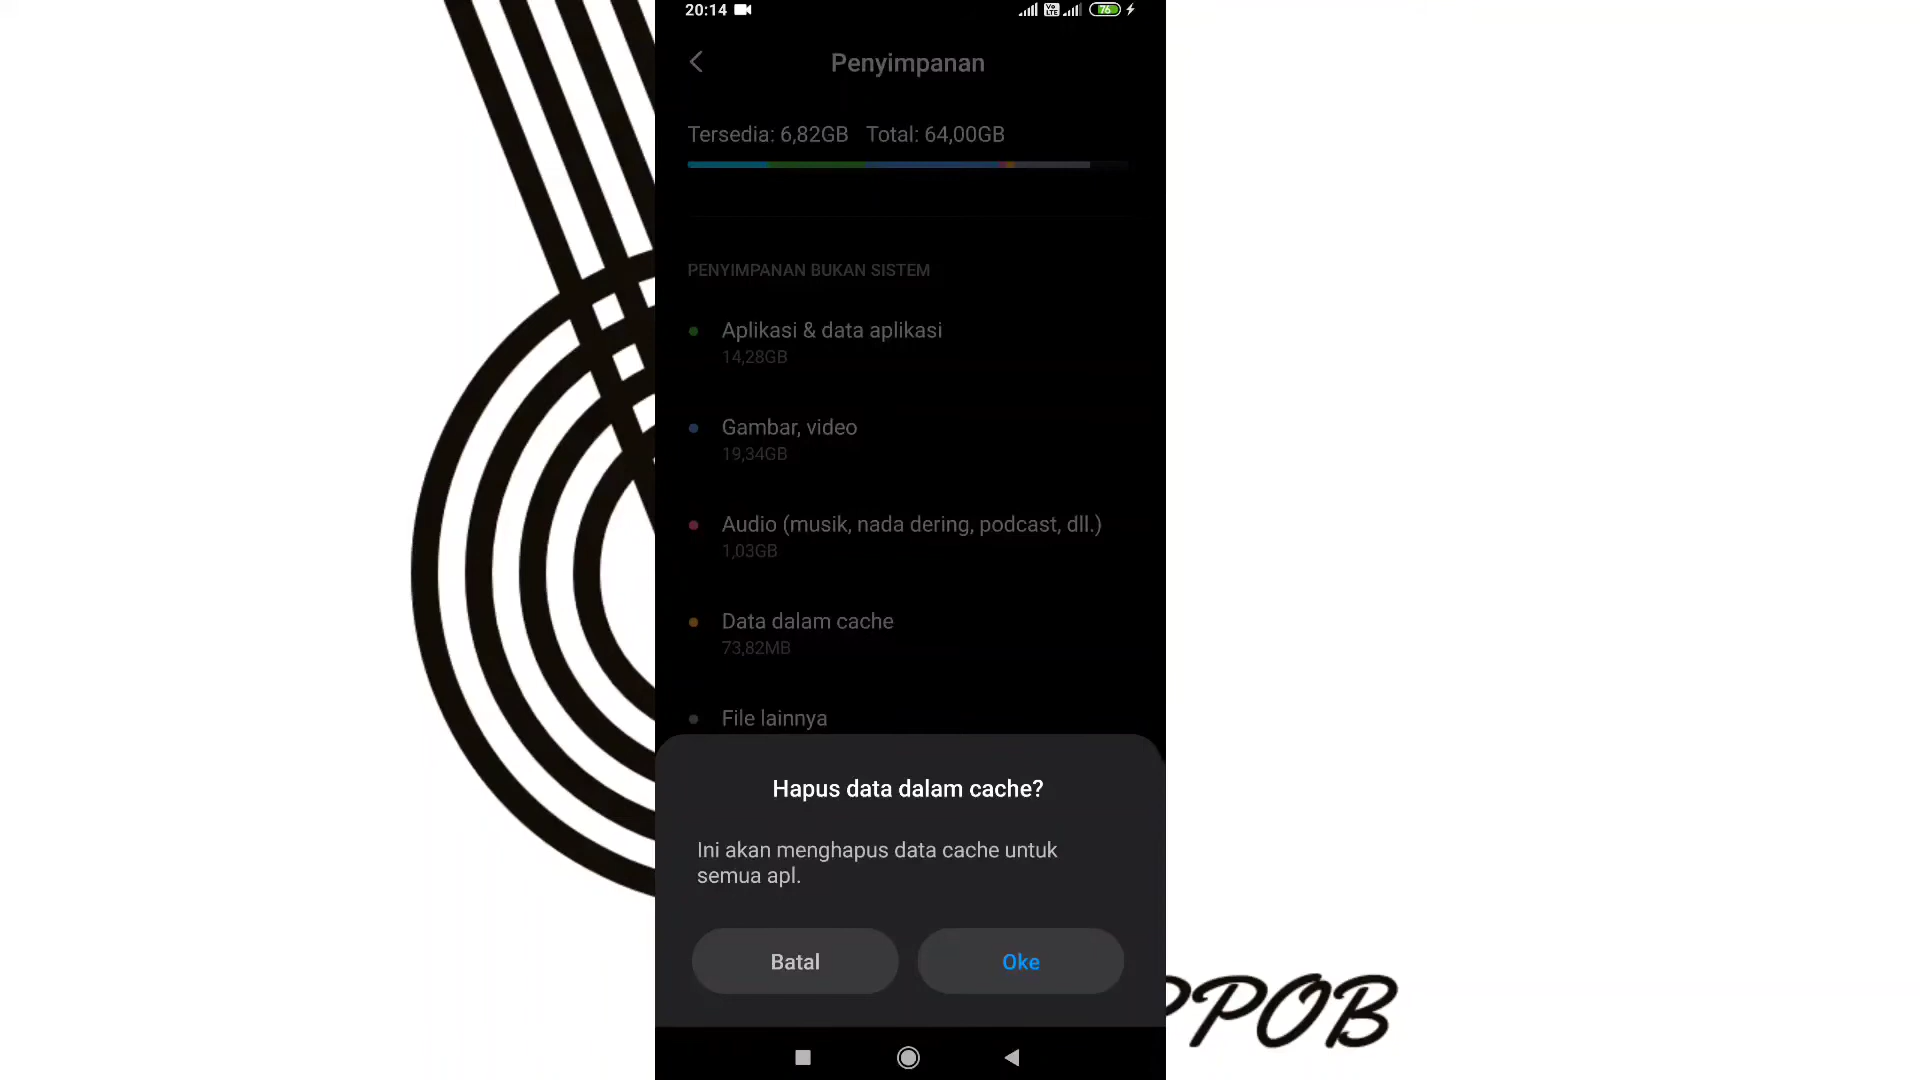 20:14
Vo LTE
76
Penyimpanan
Tersedia: 6,82GB Total: 64,00GB
PENYIMPANAN BUKAN SISTEM
Aplikasi & data aplikasi
14,28GB
Gambar, video
19,34GB
Audio (musik, nada dering, podcast, dll.)
1,03GB
Data dalam cache
73,82MB
File lainnya
Hapus data dalam cache?
Ini akan menghapus data cache untuk
semua apl.
Batal Oke
PPOB